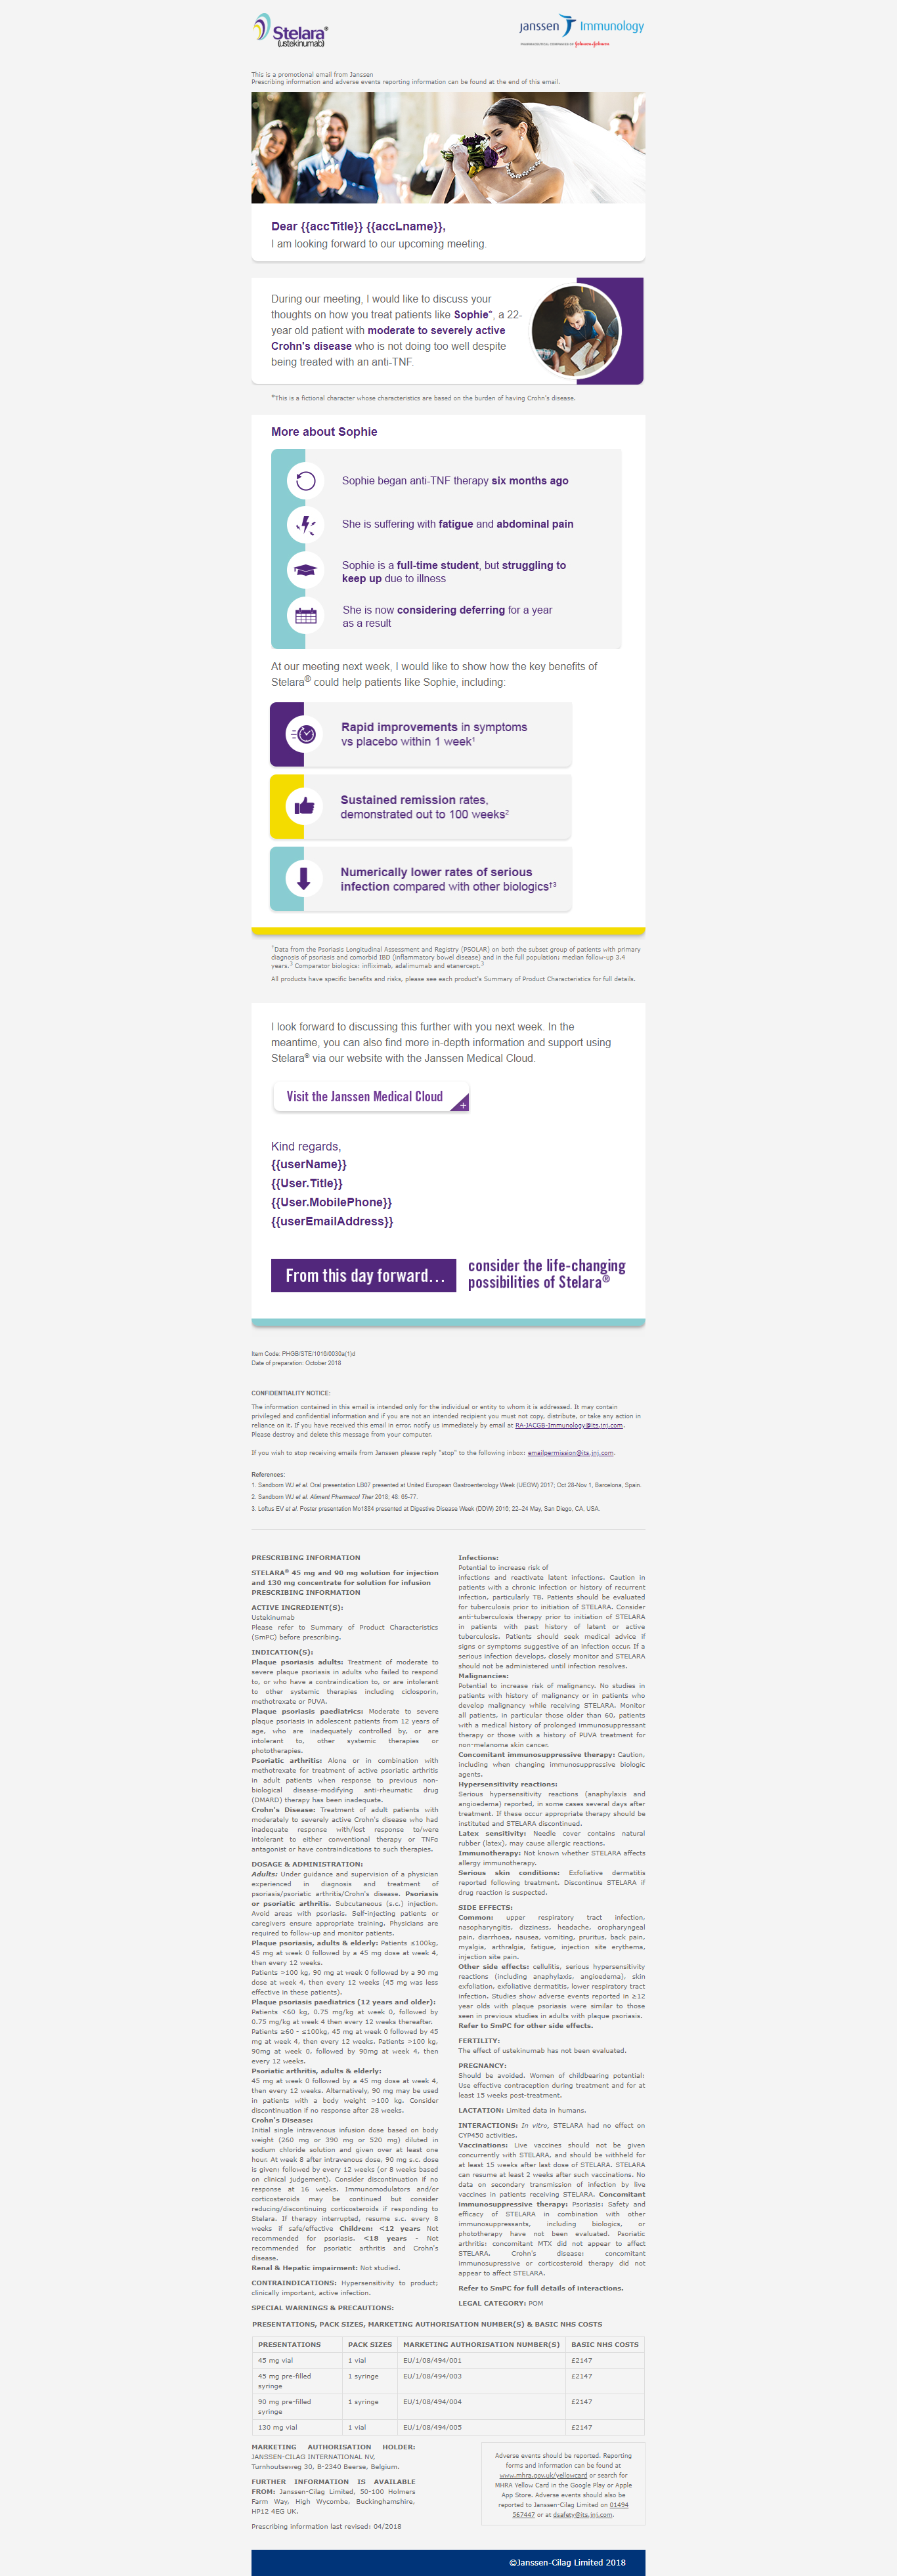 Stelara®
(ustekinumab)
janssen Immunology
PHARMACEUTICAL COMPANIES OF Johnson&Johnson
This is a promotional email from Janssen
Prescribing information and adverse events reporting information can be found at the end of this email.
Dear {{accTitle}} {{accLname}},
I am looking forward to our upcoming meeting.
During our meeting, I would like to discuss your
thoughts on how you treat patients like Sophie*, a 22-
year old patient with moderate to severely active
Crohn's disease who is not doing too well despite
being treated with an anti-TNF.
*This is a fictional character whose characteristics are based on the burden of having Crohn's disease.
More about Sophie
Sophie began anti-TNF therapy six months ago
She is suffering with fatigue and abdominal pain
Sophie is a full-time student, but struggling to
keep up due to illness
She is now considering deferring for a year
as a result
At our meeting next week, I would like to show how the key benefits of
Stelara® could help patients like Sophie, including:
Rapid improvements in symptoms
vs placebo within 1 week¹
Sustained remission rates,
demonstrated out to 100 weeks²
Numerically lower rates of serious
infection compared with other biologics†³
†Data from the Psoriasis Longitudinal Assessment and Registry (PSOLAR) on both the subset group of patients with primary
diagnosis of psoriasis and comorbid IBD (inflammatory bowel disease) and in the full population; median follow-up 3.4
years.³ Comparator biologics: infliximab, adalimumab and etanercept.³
All products have specific benefits and risks, please see each product's Summary of Product Characteristics for full details.
I look forward to discussing this further with you next week. In the
meantime, you can also find more in-depth information and support using
Stelara® via our website with the Janssen Medical Cloud.
Visit the Janssen Medical Cloud
+
Kind regards,
{{userName}}
{{User.Title}}
{{User.MobilePhone}}
{{userEmailAddress}}
From this day forward…
consider the life-changing
possibilities of Stelara®
Item Code: PHGB/STE/1016/0030a(1)d
Date of preparation: October 2018
CONFIDENTIALITY NOTICE:
The information contained in this email is intended only for the individual or entity to whom it is addressed. It may contain
privileged and confidential information and if you are not an intended recipient you must not copy, distribute, or take any action in
reliance on it. If you have received this email in error, notify us immediately by email at RA-JACGB-Immunology@its.jnj.com.
Please destroy and delete this message from your computer.
If you wish to stop receiving emails from Janssen please reply "stop" to the following inbox: emailpermission@its.jnj.com.
References:
1. Sandborn WJ et al. Oral presentation LB07 presented at United European Gastroenterology Week (UEGW) 2017; Oct 28-Nov 1, Barcelona, Spain.
2. Sandborn WJ et al. Aliment Pharmacol Ther 2018; 48: 65-77.
3. Loftus EV et al. Poster presentation Mo1884 presented at Digestive Disease Week (DDW) 2016; 22–24 May, San Diego, CA, USA.
PRESCRIBING INFORMATION
STELARA® 45 mg and 90 mg solution for injection
and 130 mg concentrate for solution for infusion
PRESCRIBING INFORMATION
ACTIVE INGREDIENT(S):
Ustekinumab
Please refer to Summary of Product Characteristics
(SmPC) before prescribing.
INDICATION(S):
Plaque psoriasis adults: Treatment of moderate to
severe plaque psoriasis in adults who failed to respond
to, or who have a contraindication to, or are intolerant
to other systemic therapies including ciclosporin,
methotrexate or PUVA.
Plaque psoriasis paediatrics: Moderate to severe
plaque psoriasis in adolescent patients from 12 years of
age, who are inadequately controlled by, or are
intolerant to, other systemic therapies or
phototherapies.
Psoriatic arthritis: Alone or in combination with
methotrexate for treatment of active psoriatic arthritis
in adult patients when response to previous non-
biological disease-modifying anti-rheumatic drug
(DMARD) therapy has been inadequate.
Crohn's Disease: Treatment of adult patients with
moderately to severely active Crohn's disease who had
inadequate response with/lost response to/were
intolerant to either conventional therapy or TNFα
antagonist or have contraindications to such therapies.
DOSAGE & ADMINISTRATION:
Adults: Under guidance and supervision of a physician
experienced in diagnosis and treatment of
psoriasis/psoriatic arthritis/Crohn's disease. Psoriasis
or psoriatic arthritis. Subcutaneous (s.c.) injection.
Avoid areas with psoriasis. Self-injecting patients or
caregivers ensure appropriate training. Physicians are
required to follow-up and monitor patients.
Plaque psoriasis, adults & elderly: Patients ≤100kg,
45 mg at week 0 followed by a 45 mg dose at week 4,
then every 12 weeks.
Patients >100 kg, 90 mg at week 0 followed by a 90 mg
dose at week 4, then every 12 weeks (45 mg was less
effective in these patients).
Plaque psoriasis paediatrics (12 years and older):
Patients <60 kg, 0.75 mg/kg at week 0, followed by
0.75 mg/kg at week 4 then every 12 weeks thereafter.
Patients ≥60 - ≤100kg, 45 mg at week 0 followed by 45
mg at week 4, then every 12 weeks. Patients >100 kg,
90mg at week 0, followed by 90mg at week 4, then
every 12 weeks.
Psoriatic arthritis, adults & elderly:
45 mg at week 0 followed by a 45 mg dose at week 4,
then every 12 weeks. Alternatively, 90 mg may be used
in patients with a body weight >100 kg. Consider
discontinuation if no response after 28 weeks.
Crohn's Disease:
Initial single intravenous infusion dose based on body
weight (260 mg or 390 mg or 520 mg) diluted in
sodium chloride solution and given over at least one
hour. At week 8 after intravenous dose, 90 mg s.c. dose
is given; followed by every 12 weeks (or 8 weeks based
on clinical judgement). Consider discontinuation if no
response at 16 weeks. Immunomodulators and/or
corticosteroids may be continued but consider
reducing/discontinuing corticosteroids if responding to
Stelara. If therapy interrupted, resume s.c. every 8
weeks if safe/effective Children: <12 years Not
recommended for psoriasis. <18 years - Not
recommended for psoriatic arthritis and Crohn's
disease.
Renal & Hepatic impairment: Not studied.
CONTRAINDICATIONS: Hypersensitivity to product;
clinically important, active infection.
SPECIAL WARNINGS & PRECAUTIONS:
Infections:
Potential to increase risk of
infections and reactivate latent infections. Caution in
patients with a chronic infection or history of recurrent
infection, particularly TB. Patients should be evaluated
for tuberculosis prior to initiation of STELARA. Consider
anti-tuberculosis therapy prior to initiation of STELARA
in patients with past history of latent or active
tuberculosis. Patients should seek medical advice if
signs or symptoms suggestive of an infection occur. If a
serious infection develops, closely monitor and STELARA
should not be administered until infection resolves.
Malignancies:
Potential to increase risk of malignancy. No studies in
patients with history of malignancy or in patients who
develop malignancy while receiving STELARA. Monitor
all patients, in particular those older than 60, patients
with a medical history of prolonged immunosuppressant
therapy or those with a history of PUVA treatment for
non-melanoma skin cancer.
Concomitant immunosuppressive therapy: Caution,
including when changing immunosuppressive biologic
agents.
Hypersensitivity reactions:
Serious hypersensitivity reactions (anaphylaxis and
angioedema) reported, in some cases several days after
treatment. If these occur appropriate therapy should be
instituted and STELARA discontinued.
Latex sensitivity: Needle cover contains natural
rubber (latex), may cause allergic reactions.
Immunotherapy: Not known whether STELARA affects
allergy immunotherapy.
Serious skin conditions: Exfoliative dermatitis
reported following treatment. Discontinue STELARA if
drug reaction is suspected.
SIDE EFFECTS:
Common: upper respiratory tract infection,
nasopharyngitis, dizziness, headache, oropharyngeal
pain, diarrhoea, nausea, vomiting, pruritus, back pain,
myalgia, arthralgia, fatigue, injection site erythema,
injection site pain.
Other side effects: cellulitis, serious hypersensitivity
reactions (including anaphylaxis, angioedema), skin
exfoliation, exfoliative dermatitis, lower respiratory tract
infection. Studies show adverse events reported in ≥12
year olds with plaque psoriasis were similar to those
seen in previous studies in adults with plaque psoriasis.
Refer to SmPC for other side effects.
FERTILITY:
The effect of ustekinumab has not been evaluated.
PREGNANCY:
Should be avoided. Women of childbearing potential:
Use effective contraception during treatment and for at
least 15 weeks post-treatment.
LACTATION: Limited data in humans.
INTERACTIONS: In vitro, STELARA had no effect on
CYP450 activities.
Vaccinations: Live vaccines should not be given
concurrently with STELARA, and should be withheld for
at least 15 weeks after last dose of STELARA. STELARA
can resume at least 2 weeks after such vaccinations. No
data on secondary transmission of infection by live
vaccines in patients receiving STELARA. Concomitant
immunosuppressive therapy: Psoriasis: Safety and
efficacy of STELARA in combination with other
immunosuppressants, including biologics, or
phototherapy have not been evaluated. Psoriatic
arthritis: concomitant MTX did not appear to affect
STELARA. Crohn's disease: concomitant
immunosupressive or corticosteroid therapy did not
appear to affect STELARA.
Refer to SmPC for full details of interactions.
LEGAL CATEGORY: POM
PRESENTATIONS, PACK SIZES, MARKETING AUTHORISATION NUMBER(S) & BASIC NHS COSTS
PRESENTATIONS PACK SIZES MARKETING AUTHORISATION NUMBER(S) BASIC NHS COSTS
45 mg vial 1 vial EU/1/08/494/001 £2147
45 mg pre-filled 1 syringe EU/1/08/494/003 £2147
syringe
90 mg pre-filled 1 syringe EU/1/08/494/004 £2147
syringe
130 mg vial 1 vial EU/1/08/494/005 £2147
MARKETING AUTHORISATION HOLDER:
JANSSEN-CILAG INTERNATIONAL NV,
Turnhoutseweg 30, B-2340 Beerse, Belgium.
FURTHER INFORMATION IS AVAILABLE
FROM: Janssen-Cilag Limited, 50-100 Holmers
Farm Way, High Wycombe, Buckinghamshire,
HP12 4EG UK.
Prescribing information last revised: 04/2018
Adverse events should be reported. Reporting
forms and information can be found at
www.mhra.gov.uk/yellowcard or search for
MHRA Yellow Card in the Google Play or Apple
App Store. Adverse events should also be
reported to Janssen-Cilag Limited on 01494
567447 or at dsafety@its.jnj.com.
©Janssen-Cilag Limited 2018